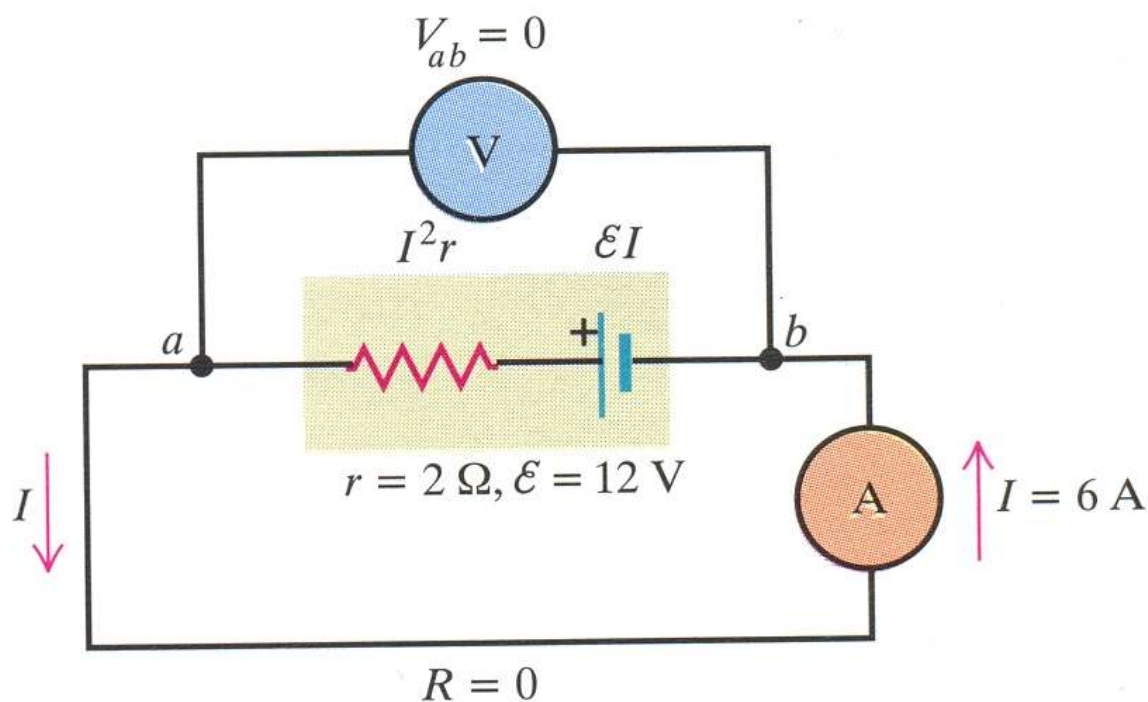 V_ab = 0
V
I²r
ℰI
+
a
b
r = 2 Ω, ℰ = 12 V
I
A
I = 6 A
R = 0